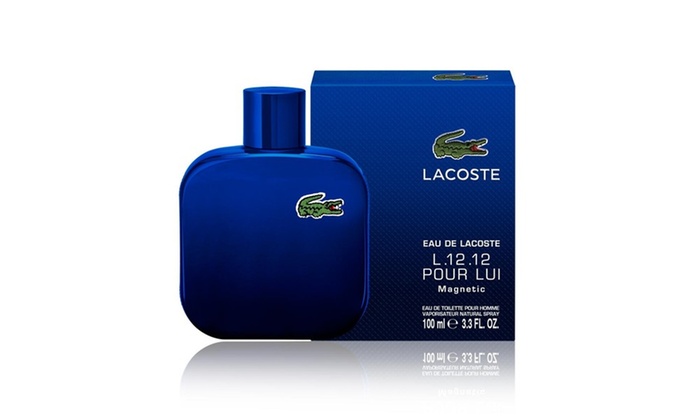 LACOSTE
EAU DE LACOSTE
L.12.12
POUR LUI
Magnetic
EAU DE TOILETTE POUR HOMME
VAPORISATEUR NATURAL SPRAY
100 ml ℮ 3.3 FL. OZ.